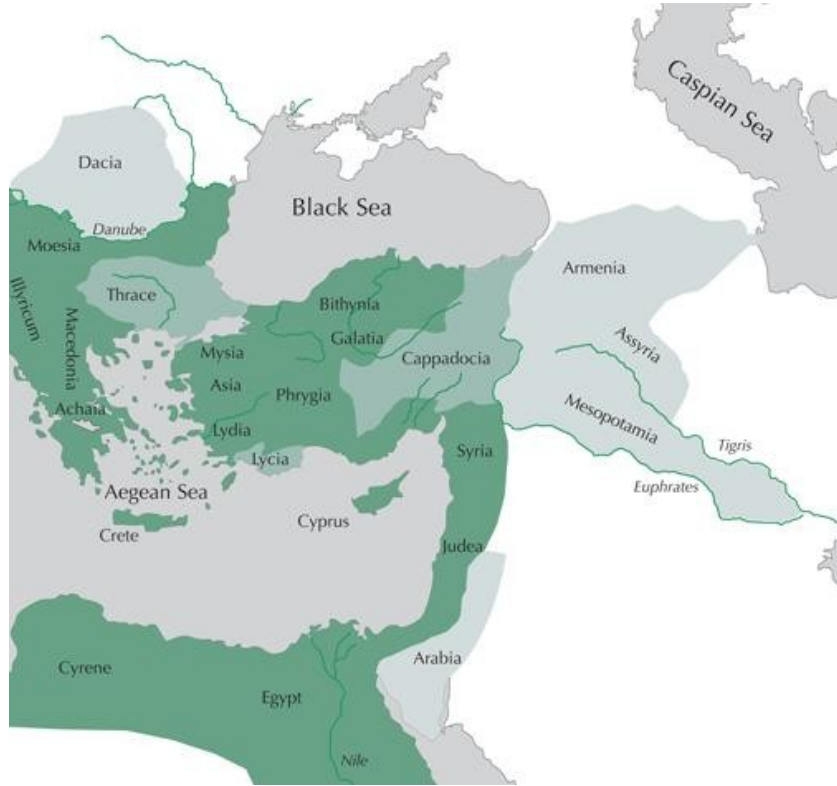 Caspian Sea
Dacia
Black Sea
Danube
Moesia
Armenia
Illyricum
Thrace
Bithynia
Macedonia
Galatia
Assyria
Mysia
Cappadocia
Asia
Phrygia
Mesopotamia
Achaia
Lydia
Tigris
Lycia
Syria
Euphrates
Aegean Sea
Cyprus
Crete
Judea
Arabia
Cyrene
Egypt
Nile